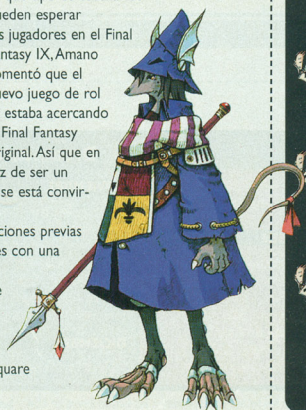 ueden esperar
s jugadores en el Final
ntasy IX, Amano
omentó que el
uevo juego de rol
estaba acercando
Final Fantasy
riginal. Así que en
z de ser un
se está convir-
ciones previas
es con una
e
quare